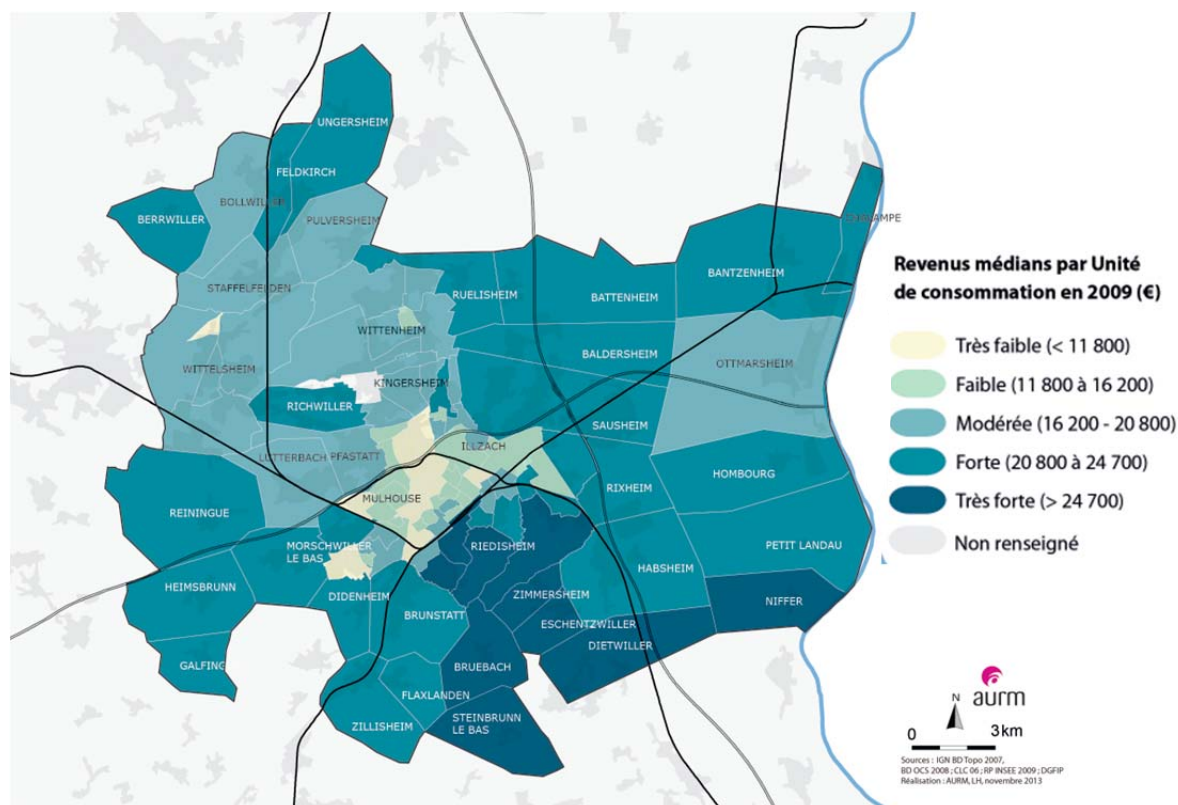 UNGERSHEIM
FELDKIRCH
BOLLWILLER
BERRWILLER
PULVERSHEIM
BANTZENHEIM
STAFFELFELDEN
RUELISHEIM
BATTENHEIM
WITTENHEIM
BALDERSHEIM
OTTMARSHEIM
WITTELSHEIM
KINGERSHEIM
RICHWILLER
SAUSHEIM
ILLZACH
LUTTERBACH
PFASTATT
HOMBOURG
RIXHEIM
MULHOUSE
REININGUE
PETIT LANDAU
MORSCHWILLER
LE BAS
RIEDISHEIM
HABSHEIM
HEIMSBRUNN
DIDENHEIM
ZIMMERSHEIM
NIFFER
BRUNSTATT
ESCHENTZWILLER
DIETWILLER
GALFING
BRUEBACH
FLAXLANDEN
STEINBRUNN
LE BAS
ZILLISHEIM
Revenus médians par Unité
de consommation en 2009 (€)
Très faible (< 11 800)
Faible (11 800 à 16 200)
Modérée (16 200 - 20 800)
Forte (20 800 à 24 700)
Très forte (> 24 700)
Non renseigné
aurm
N
0
3 km
Sources : IGN BD Topo 2007,
BD OCS 2008 ; CLC 06 ; RP INSEE 2009 ; DGFIP
Réalisation : AURM, LH, novembre 2013